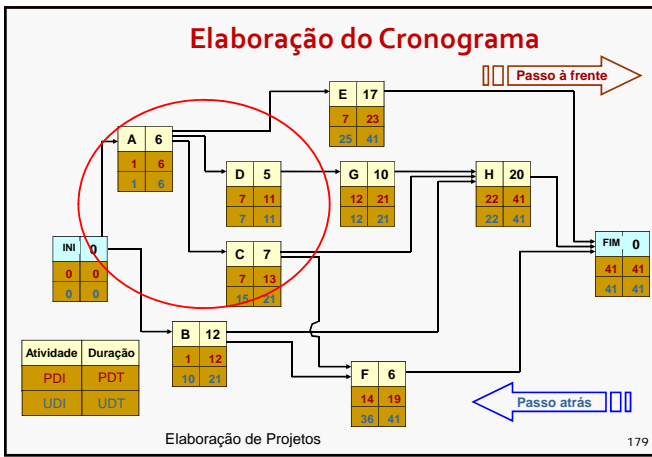 Elaboração do Cronograma
Passo à frente
E 17
7 23
25 41
A 6
1 6
1 6
D 5
7 11
7 11
G 10
12 21
12 21
H 20
22 41
22 41
INI 0
0 0
0 0
C 7
7 13
15 21
FIM 0
41 41
41 41
B 12
1 12
10 21
F 6
14 19
36 41
Atividade Duração
PDI PDT
UDI UDT
Passo atrás
Elaboração de Projetos
179